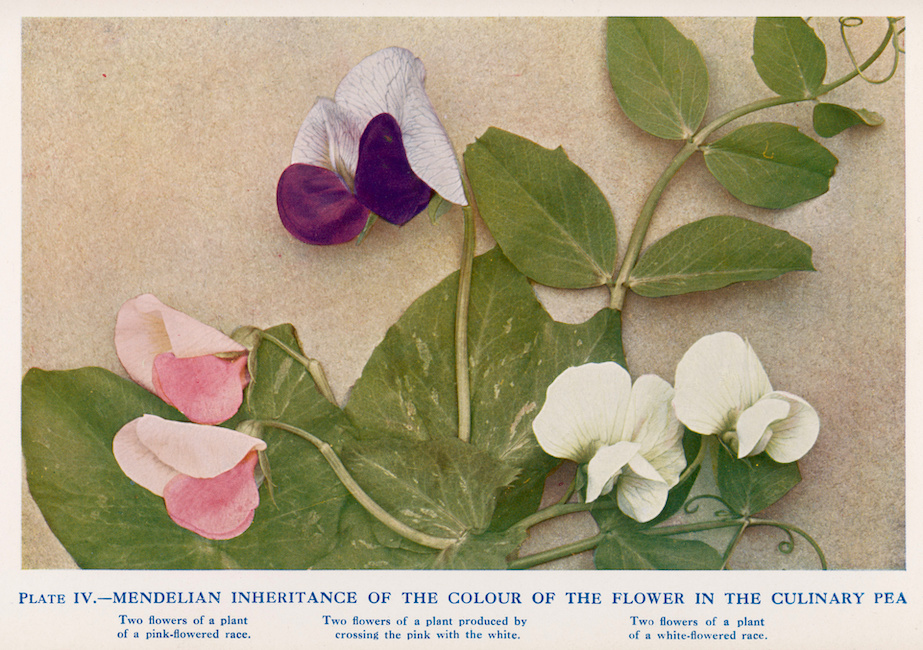 PLATE IV.—MENDELIAN INHERITANCE OF THE COLOUR OF THE FLOWER IN THE CULINARY PEA
Two flowers of a plant
of a pink-flowered race.
Two flowers of a plant produced by
crossing the pink with the white.
Two flowers of a plant
of a white-flowered race.